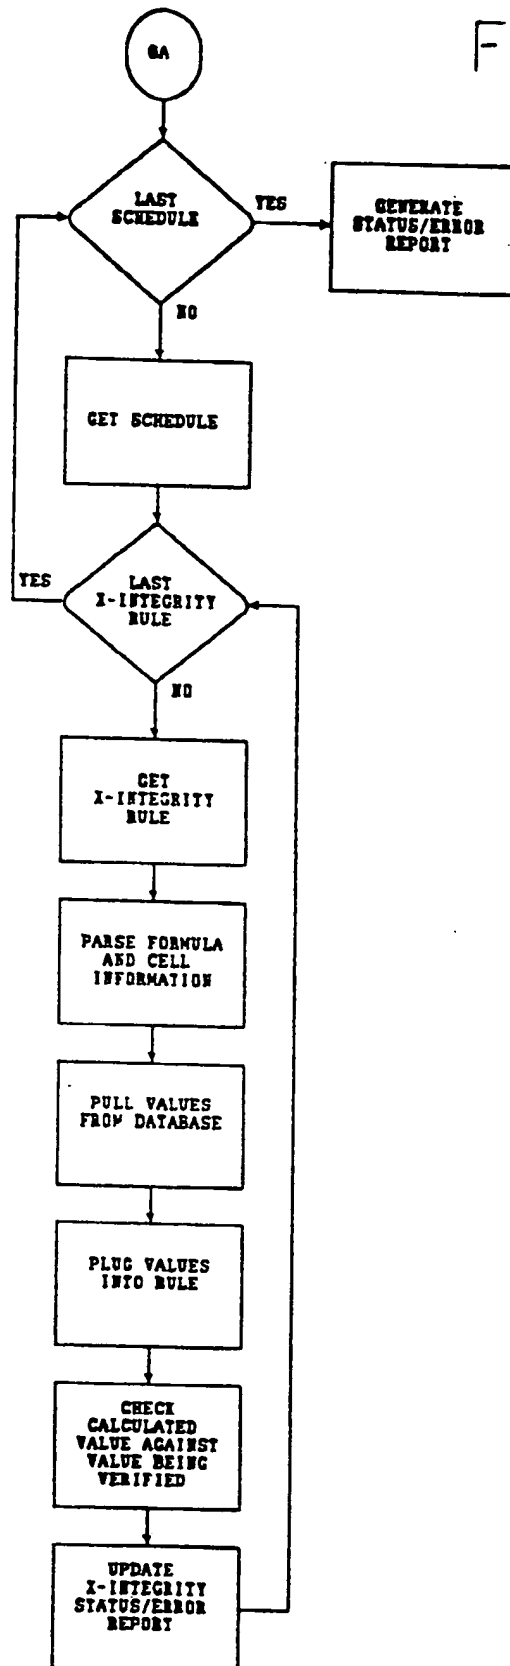 F
LAST
SCHEDULE
YES
GENERATE
STATUS/ERROR
REPORT
NO
GET SCHEDULE
YES
LAST
X-INTEGRITY
RULE
NO
GET
X-INTEGRITY
RULE
PARSE FORMULA
AND CELL
INFORMATION
PULL VALUES
FROM DATABASE
PLUG VALUES
INTO RULE
CHECK
CALCULATED
VALUE AGAINST
VALUE BEING
VERIFIED
UPDATE
X-INTEGRITY
STATUS/ERROR
REPORT